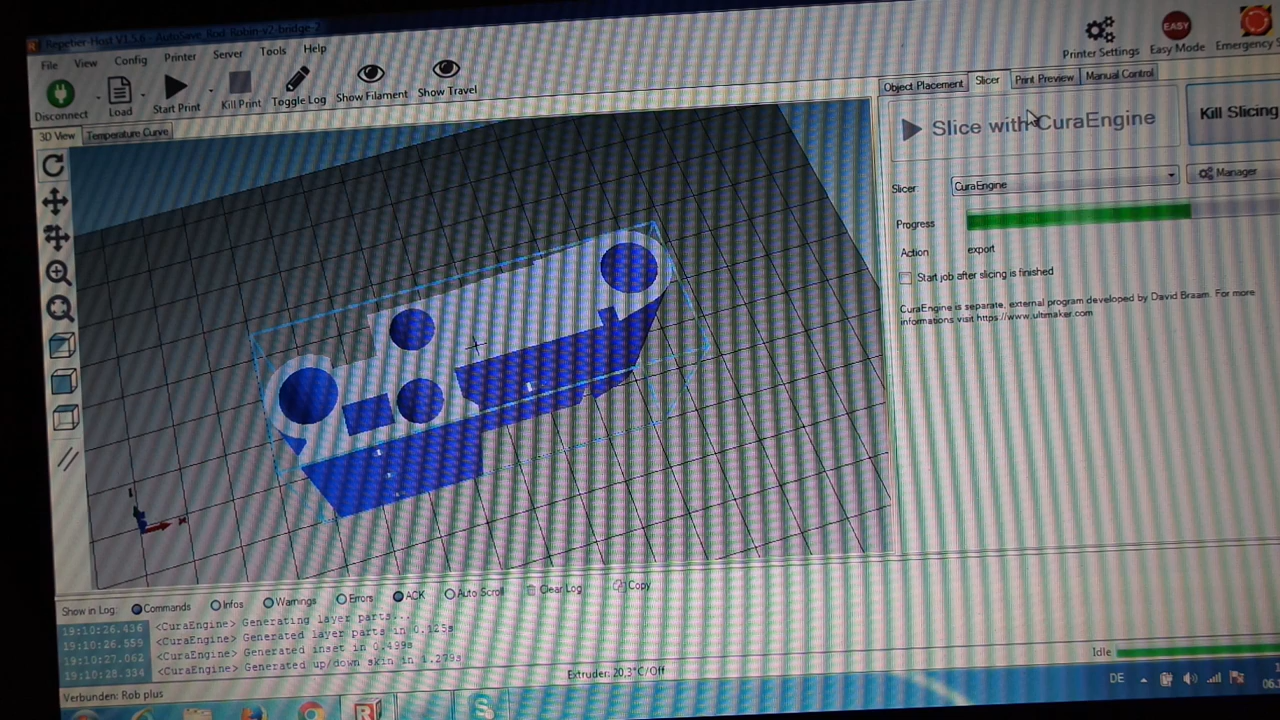 Repetier-Host V1.5.6 - AutoSave_Rod-Robin-v2-bridge-2
File View Config Printer Server Tools Help
Disconnect Load Start Print Kill Print Toggle Log Show Filament Show Travel
Printer Settings EASY Easy Mode Emergency S
3D View Temperature Curve
Object Placement Slicer Print Preview Manual Control
Slice with CuraEngine Kill Slicing
Slicer: CuraEngine Manager
Progress
Action export
Start job after slicing is finished
CuraEngine is separate, external program developed by David Braam. For more
informations visit https://www.ultimaker.com
Show in Log: Commands Infos Warnings Errors ACK Auto Scroll Clear Log Copy
19:10:26.436 <CuraEngine> Generating layer parts...
19:10:26.559 <CuraEngine> Generated layer parts in 0.125s
19:10:27.062 <CuraEngine> Generated inset in 0.499s
19:10:28.334 <CuraEngine> Generated up/down skin in 1.279s
Verbunden: Rob plus Extruder: 20,3°C/Off Idle
DE
06.